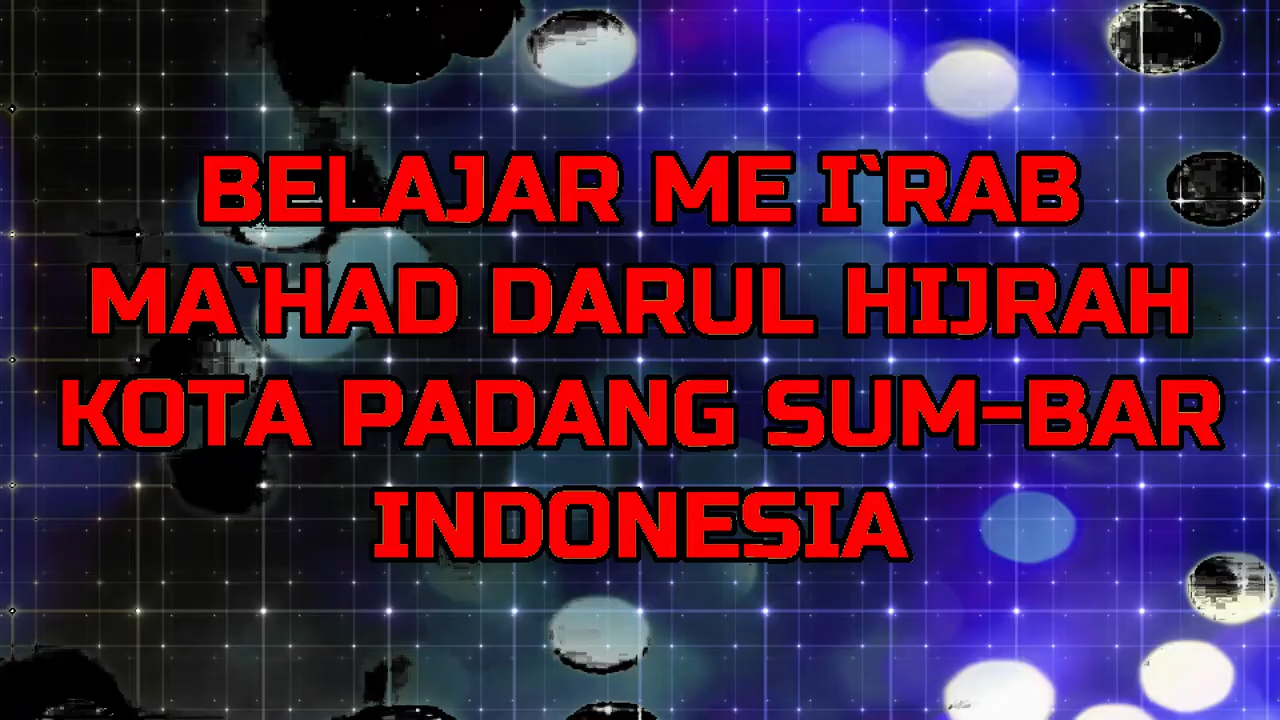 BELAJAR ME I`RAB
MA`HAD DARUL HIJRAH
KOTA PADANG SUM-BAR
INDONESIA